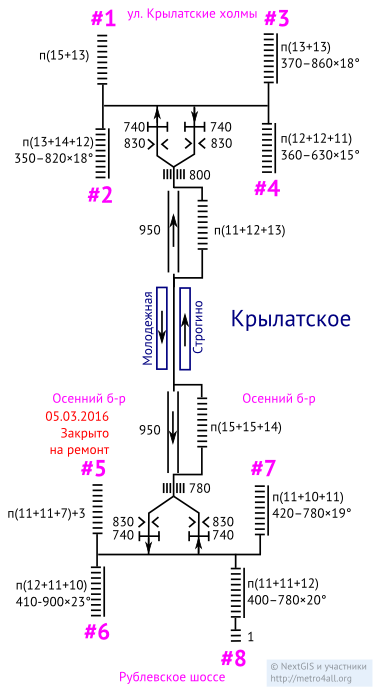 #1
ул. Крылатские холмы
#3
п(15+13)
п(13+13)
370–860×18°
740
740
п(13+14+12)
830
830
п(12+12+11)
350–820×18°
360–630×15°
800
#2
#4
950
п(11+12+13)
Молодежная
Строгино
Крылатское
Осенний б-р
Осенний б-р
05.03.2016
Закрыто
на ремонт
950
п(15+15+14)
#5
#7
780
п(11+10+11)
п(11+11+7)+3
830
830
420–780×19°
740
740
п(12+11+10)
п(11+11+12)
410-900×23°
400–780×20°
#6
1
#8
Рублевское шоссе
© NextGIS и участники
http://metro4all.org